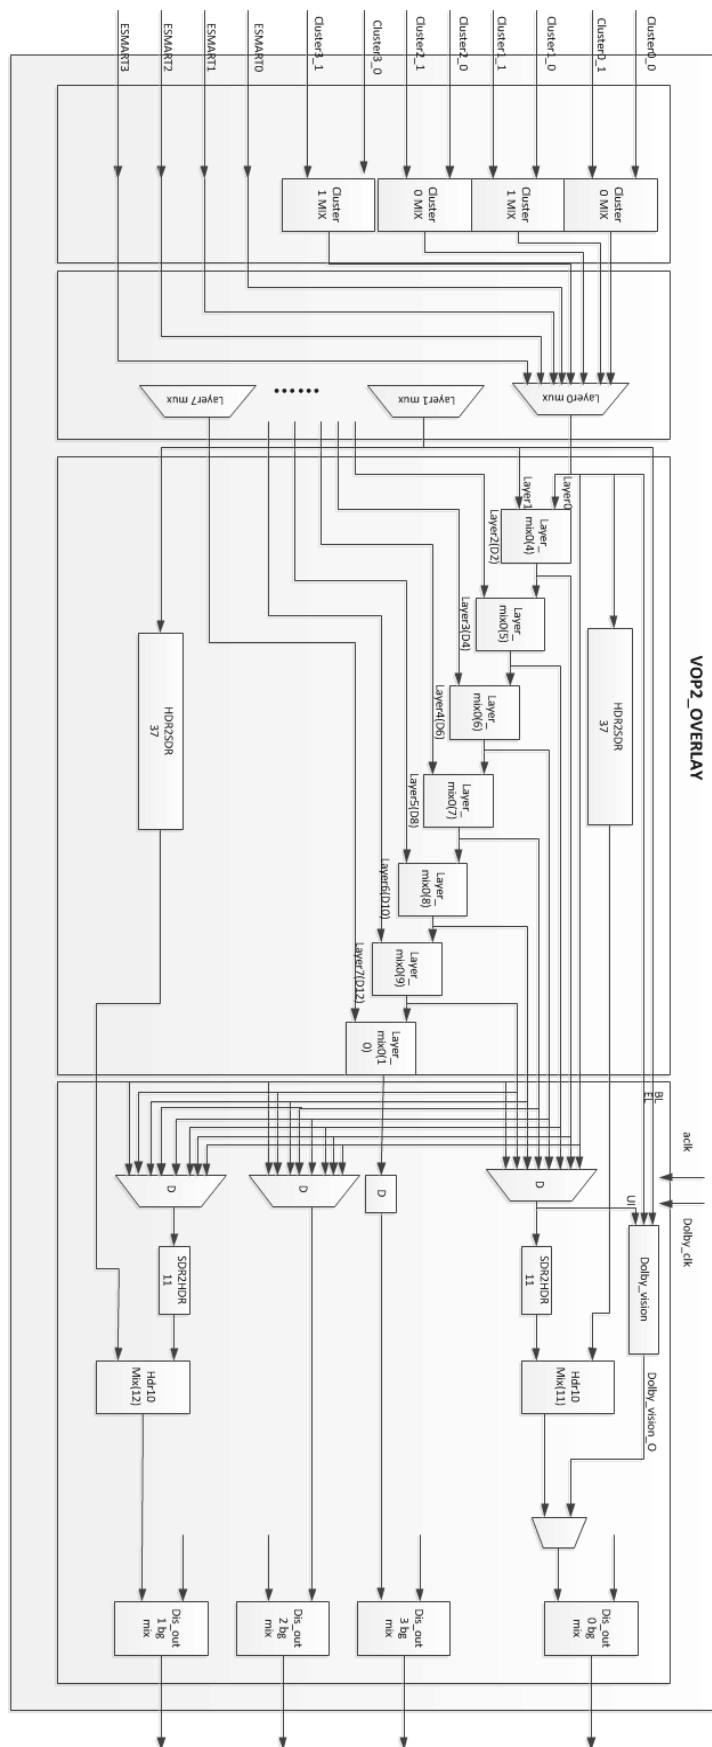 VOP2_OVERLAY
Cluster0_0
Cluster0_1
Cluster1_0
Cluster1_1
Cluster2_0
Cluster2_1
Cluster3_0
Cluster3_1
ESMART0
ESMART1
ESMART2
ESMART3
Cluster
0 MIX
Cluster
1 MIX
Cluster
0 MIX
Cluster
1 MIX
Layer0 mux
Layer1 mux
......
Layer7 mux
Layer0
Layer1
Layer_
mix0(4)
Layer2(D2)
Layer_
mix0(5)
Layer3(D4)
Layer_
mix0(6)
Layer4(D6)
Layer_
mix0(7)
Layer5(D8)
Layer_
mix0(8)
Layer6(D10)
Layer_
mix0(9)
Layer7(D12)
Layer_
mix0(1
0)
HDR2SDR
37
HDR2SDR
37
BL
EL
aclk
Dolby_clk
UI
Dolby_vision
Dolby_vision_O
D
D
D
D
SDR2HDR
11
SDR2HDR
11
Hdr10
Mix(11)
Hdr10
Mix(12)
Dis_out
0 bg
mix
Dis_out
3 bg
mix
Dis_out
2 bg
mix
Dis_out
1 bg
mix